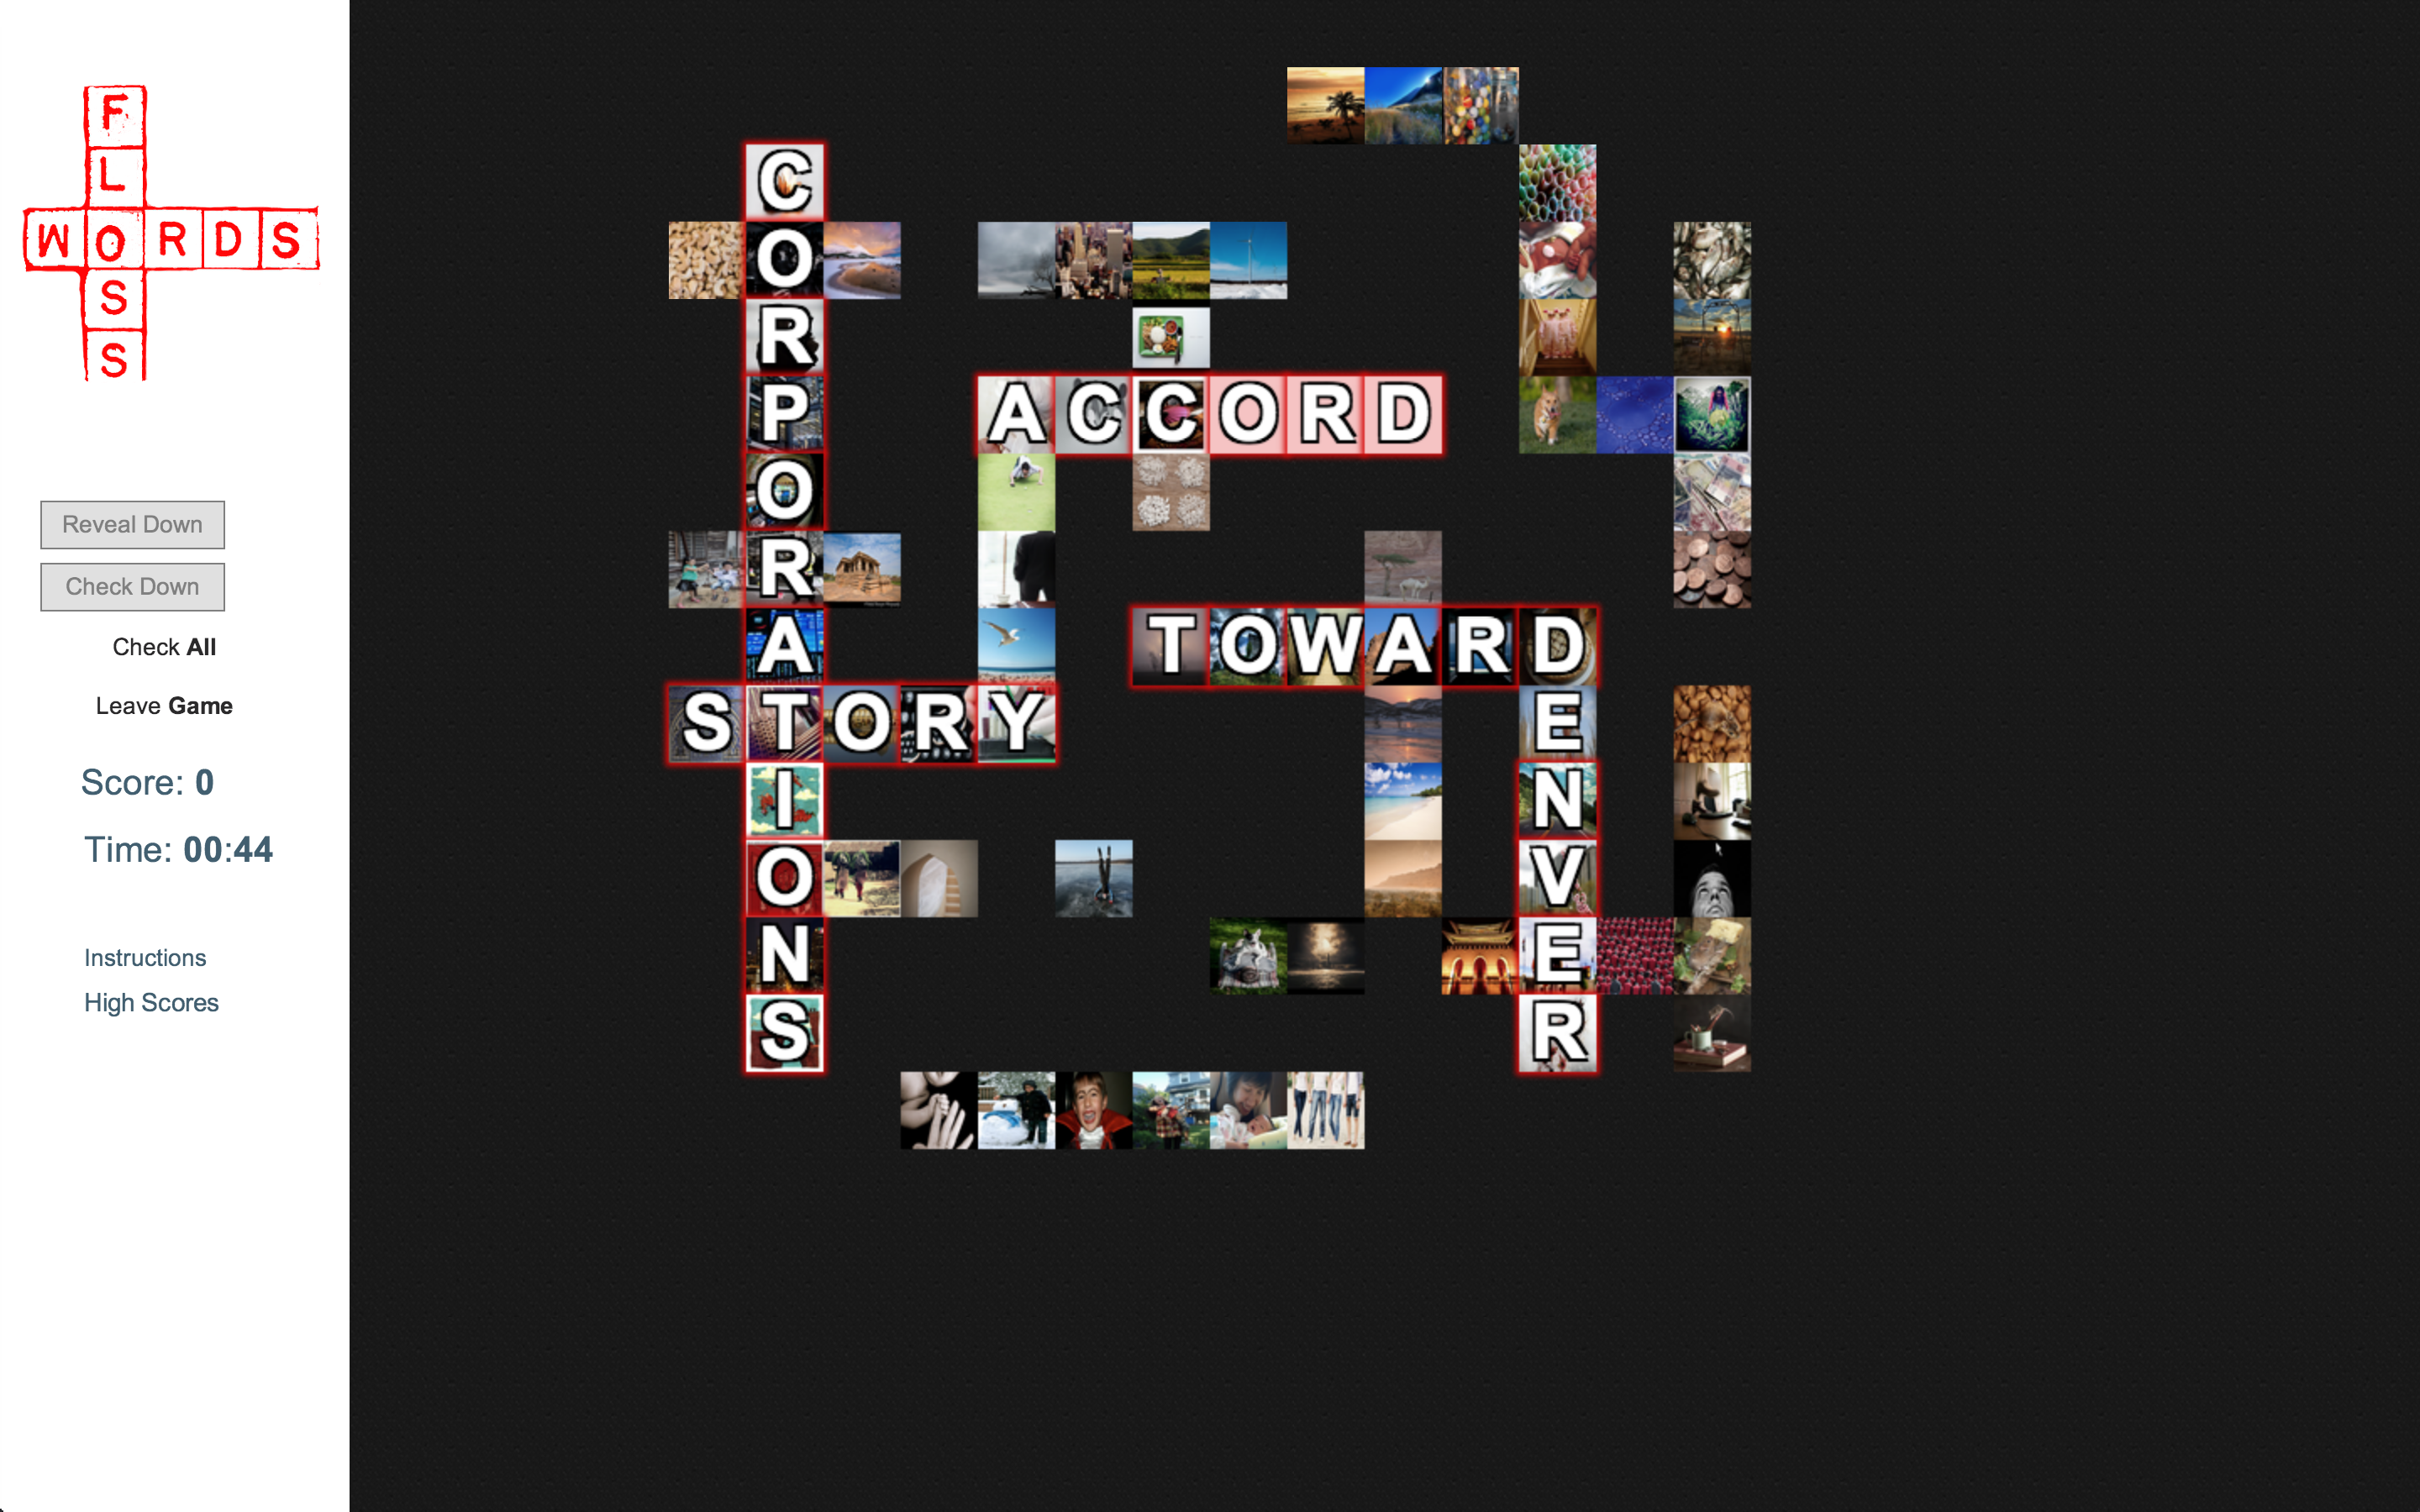 FLOSS
WORDS
Reveal Down
Check Down
Check All
Leave Game
Score: 0
Time: 00:44
Instructions
High Scores
CORPORATIONS
ACCORD
TOWARD
STORY
DENVER